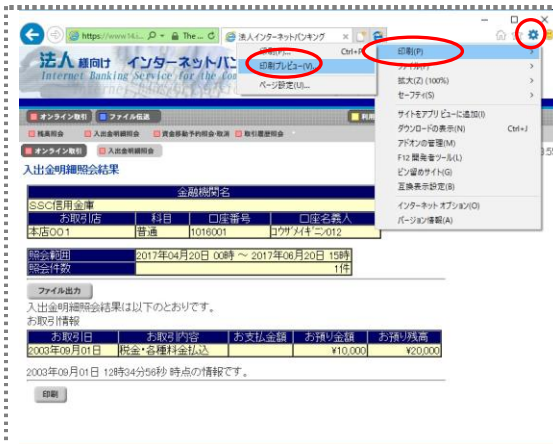 https://www14.i...
The ... C
法人インターネットバンキング
法人 様向け インターネットバン
Internet Banking Service for the Co
印刷(P)... Ctrl+P
印刷プレビュー(V)...
ページ設定(U)...
印刷(P)
ファイル(F)
拡大(Z) (100%)
セーフティ(S)
サイトをアプリ ビューに追加(I)
ダウンロードの表示(N) Ctrl+J
アドオンの管理(M)
F12 開発者ツール(L)
ピン留めサイト(G)
互換表示設定(B)
インターネット オプション(O)
バージョン情報(A)
オンライン取引 ファイル伝送 利用
残高照会 入出金明細照会 資金移動予約照会・取消 取引履歴照会
オンライン取引 入出金明細照会
入出金明細照会結果
金融機関名
SSC信用金庫
お取引店 科目 口座番号 口座名義人
本店001 普通 1016001 コウザメイギニン012
照会範囲 2017年04月20日 00時 ~ 2017年06月20日 15時
照会件数 1件
ファイル出力
入出金明細照会結果は以下のとおりです。
お取引情報
お取引日 お取引内容 お支払金額 お預り金額 お預り残高
2003年09月01日 税金・各種料金払込 ¥10,000 ¥20,000
2003年09月01日 12時34分56秒 時点の情報です。
印刷